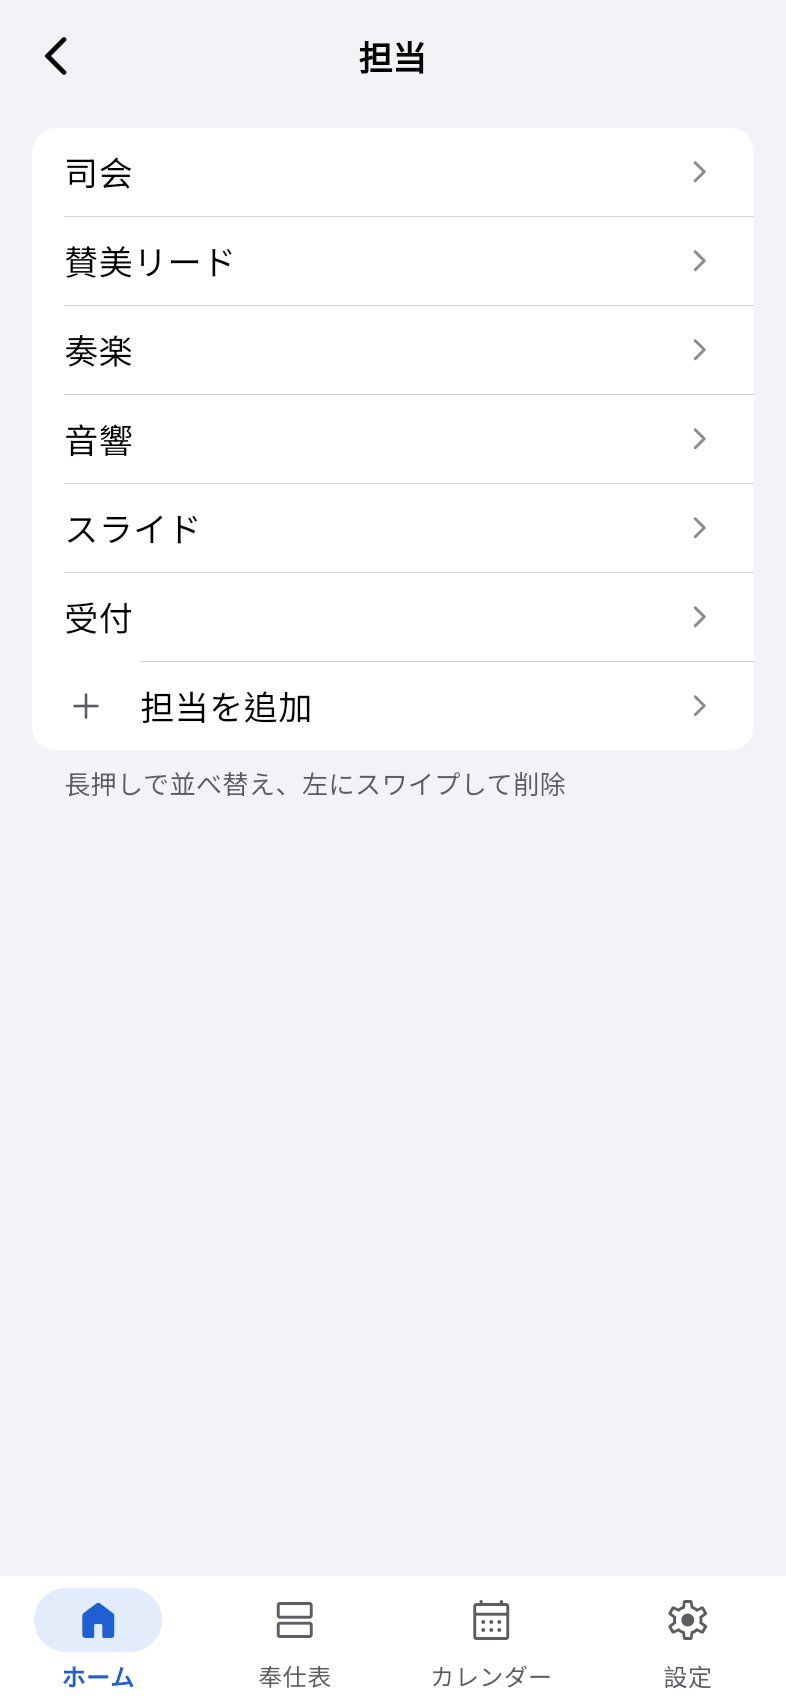 担当
司会
賛美リード
奏楽
音響
スライド
受付
担当を追加
長押しで並べ替え、左にスワイプして削除
ホーム
奉仕表
カレンダー
設定